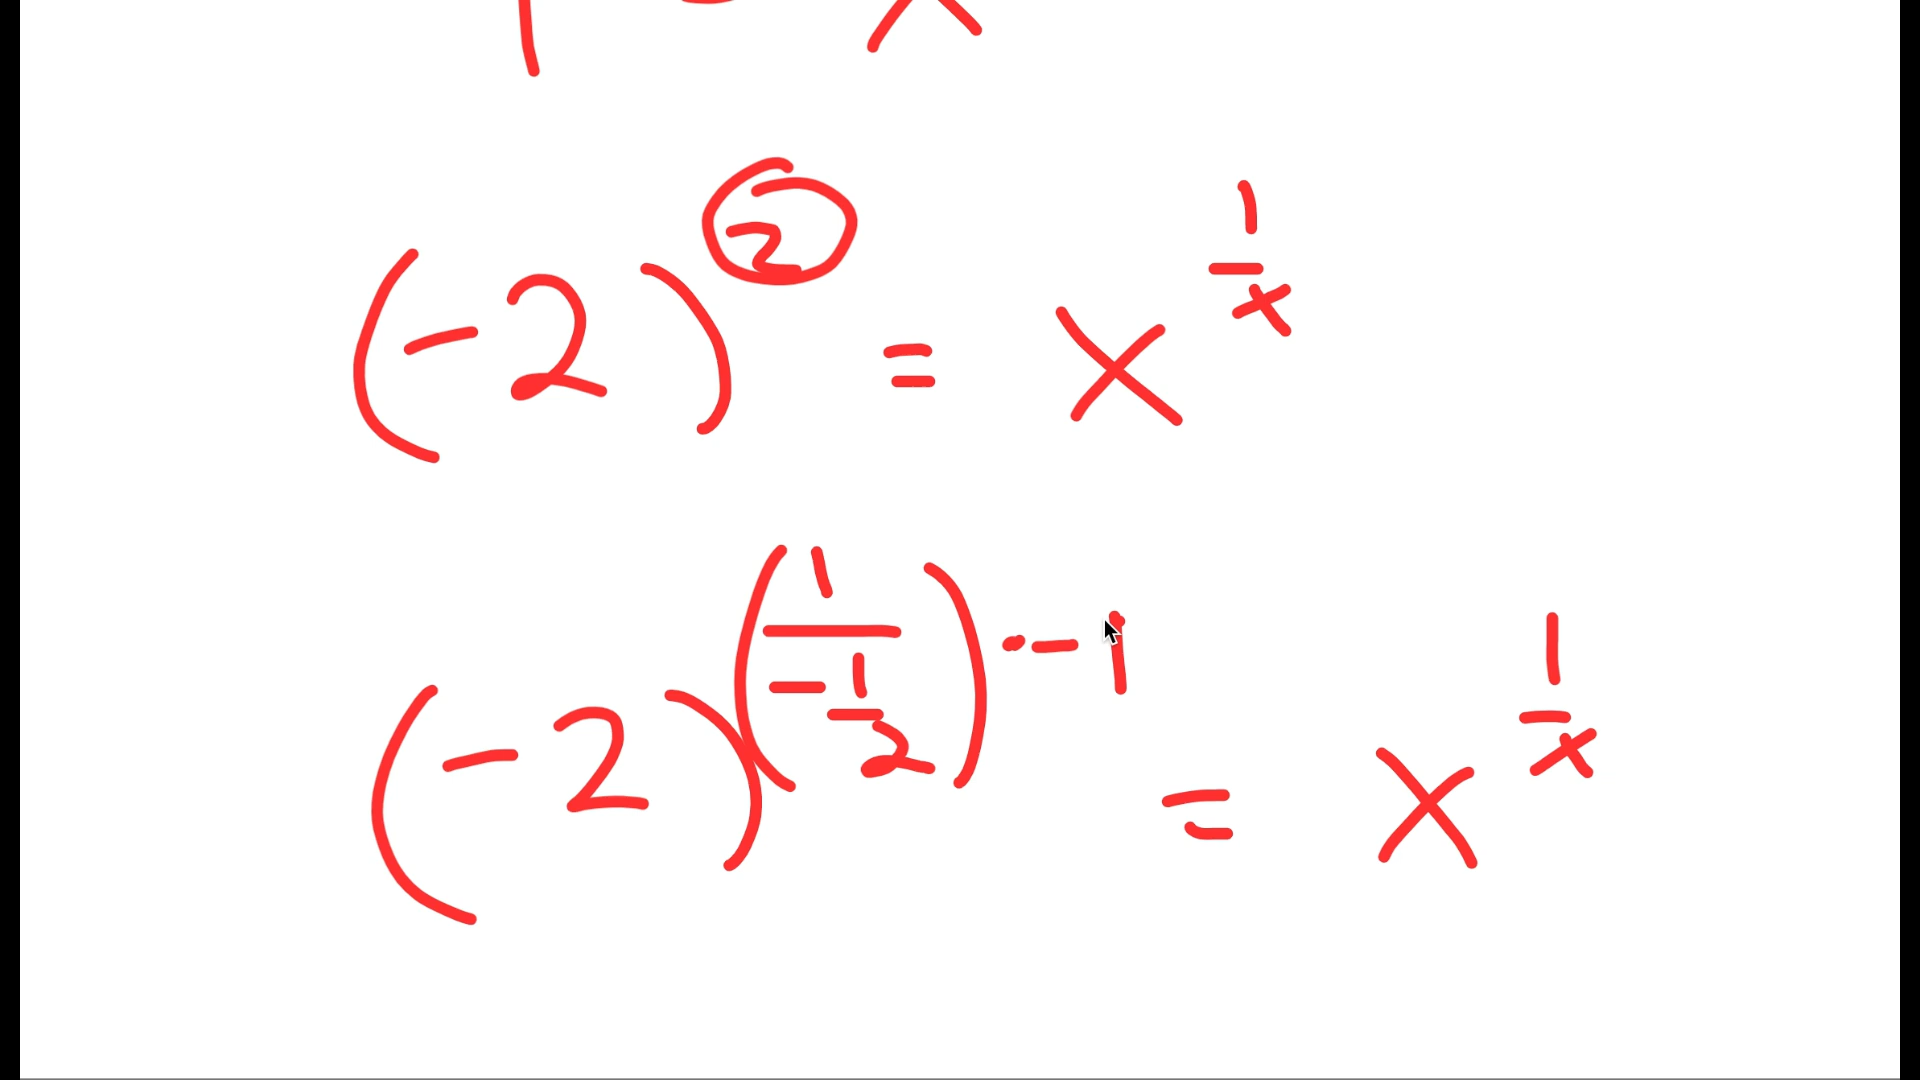 (-2)^2 = x^(1/x)
(-2)^((1/(-1/2))·-1) = x^(1/x)